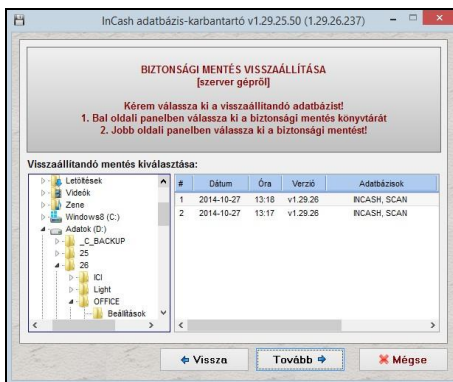 InCash adatbázis-karbantartó v1.29.25.50 (1.29.26.237)
BIZTONSÁGI MENTÉS VISSZAÁLLÍTÁSA
[szerver gépről]
Kérem válassza ki a visszaállítandó adatbázist!
1. Bal oldali panelben válassza ki a biztonsági mentés könyvtárát
2. Jobb oldali panelben válassza ki a biztonsági mentést!
Visszaállítandó mentés kiválasztása:
Letöltések
Videók
Zene
Windows8 (C:)
Adatok (D:)
_C_BACKUP
25
26
ICI
Light
OFFICE
Beállítások
# Dátum Óra Verzió Adatbázisok
1 2014-10-27 13:18 v1.29.26 INCASH, SCAN
2 2014-10-27 13:17 v1.29.26 INCASH, SCAN
Vissza Tovább Mégse